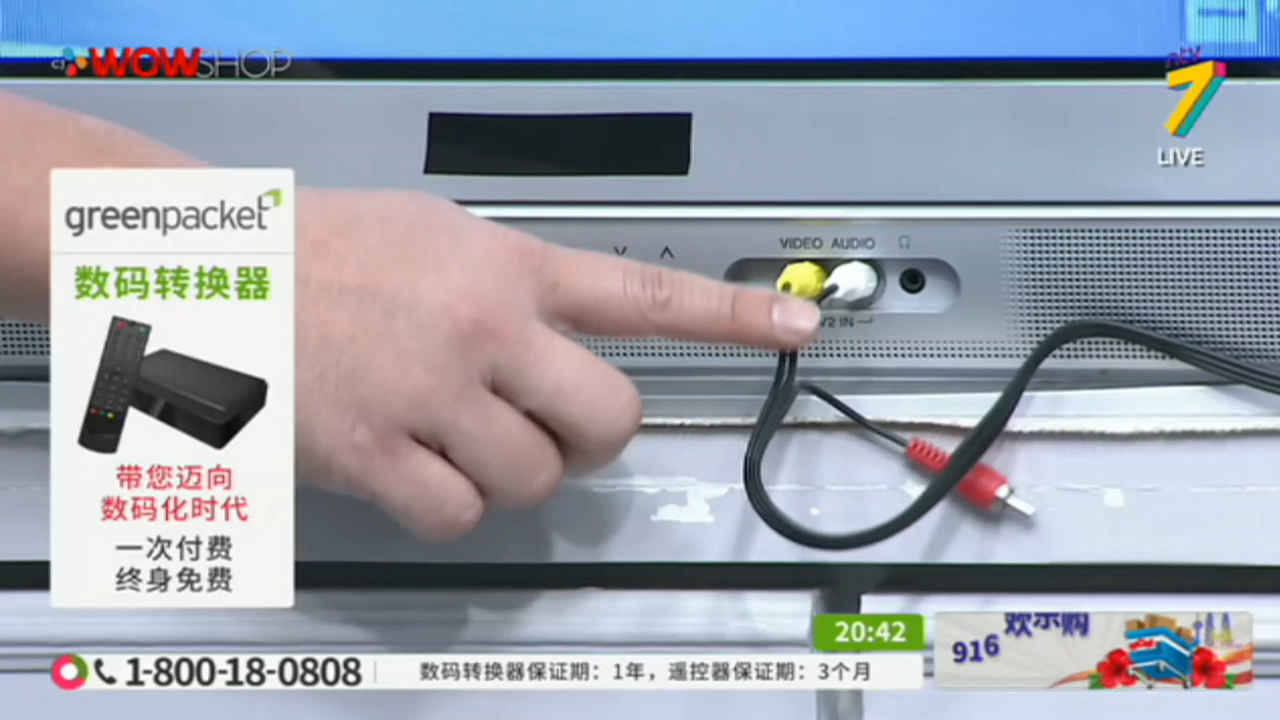 CJ WOWSHOP
ntv
7
LIVE
greenpacket
数码转换器
带您迈向
数码化时代
一次付费
终身免费
VIDEO AUDIO
V2 IN
20:42
916
欢乐购
1-800-18-0808
数码转换器保证期：1年，遥控器保证期：3个月